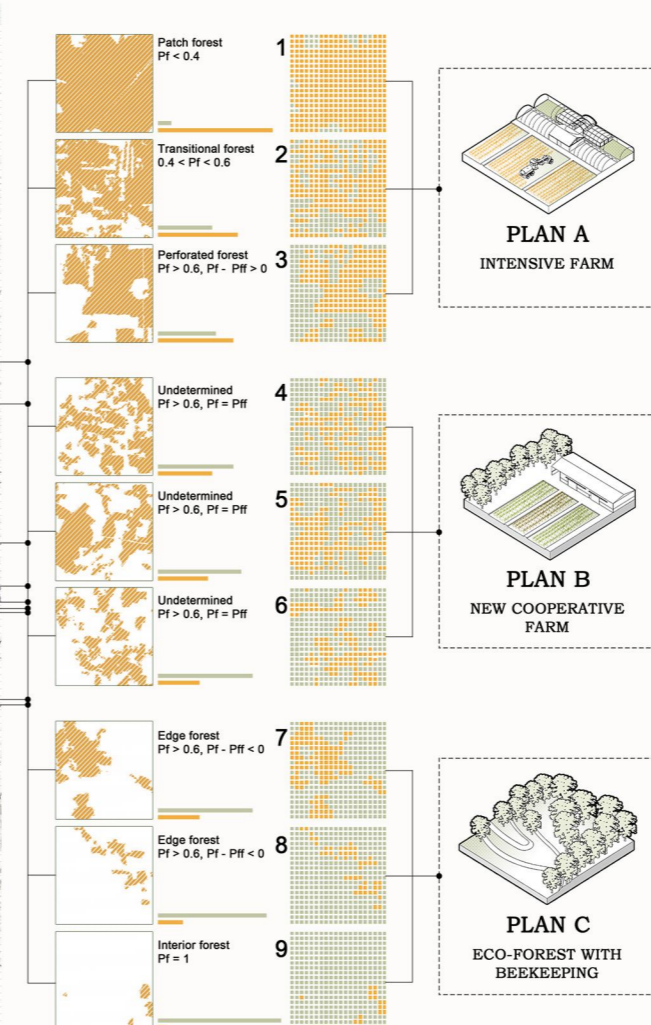 Patch forest
Pf < 0.4
1
Transitional forest
0.4 < Pf < 0.6
2
Perforated forest
Pf > 0.6, Pf - Pff > 0
3
PLAN A
INTENSIVE FARM
Undetermined
Pf > 0.6, Pf = Pff
4
Undetermined
Pf > 0.6, Pf = Pff
5
Undetermined
Pf > 0.6, Pf = Pff
6
PLAN B
NEW COOPERATIVE
FARM
Edge forest
Pf > 0.6, Pf - Pff < 0
7
Edge forest
Pf > 0.6, Pf - Pff < 0
8
Interior forest
Pf = 1
9
PLAN C
ECO-FOREST WITH
BEEKEEPING